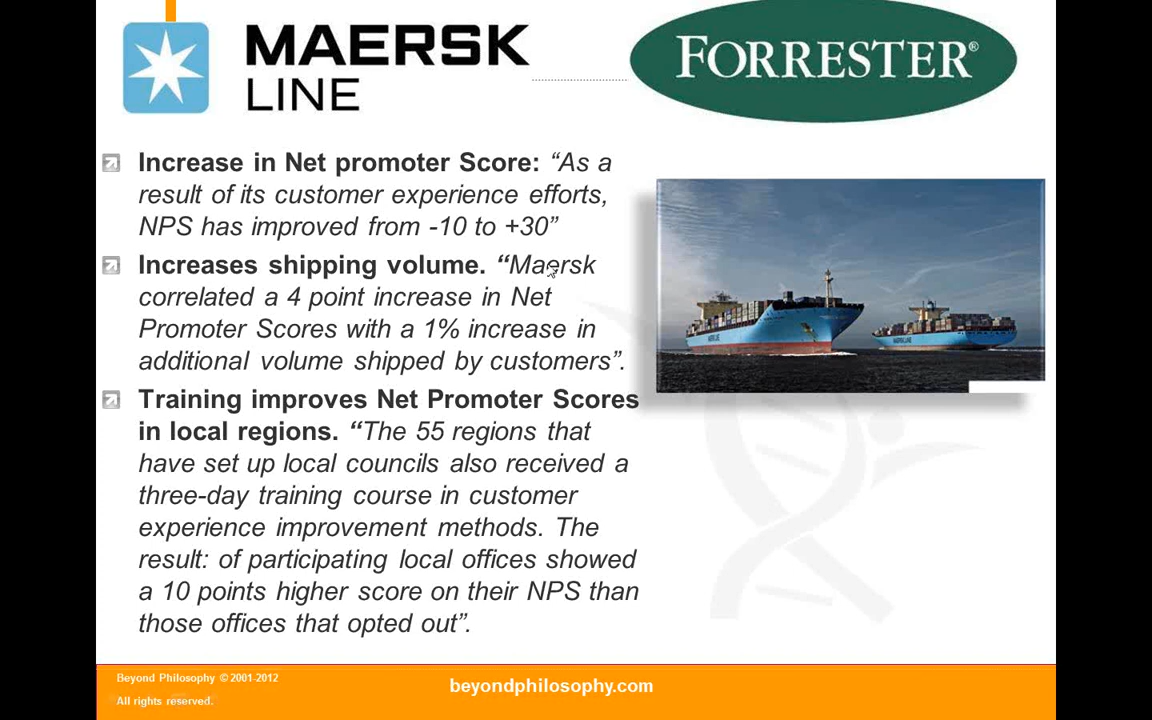 MAERSK
LINE
FORRESTER®
Increase in Net promoter Score: “As a
result of its customer experience efforts,
NPS has improved from -10 to +30”
Increases shipping volume. “Maersk
correlated a 4 point increase in Net
Promoter Scores with a 1% increase in
additional volume shipped by customers”.
Training improves Net Promoter Scores
in local regions. “The 55 regions that
have set up local councils also received a
three-day training course in customer
experience improvement methods. The
result: of participating local offices showed
a 10 points higher score on their NPS than
those offices that opted out”.
Beyond Philosophy © 2001-2012
All rights reserved.
beyondphilosophy.com